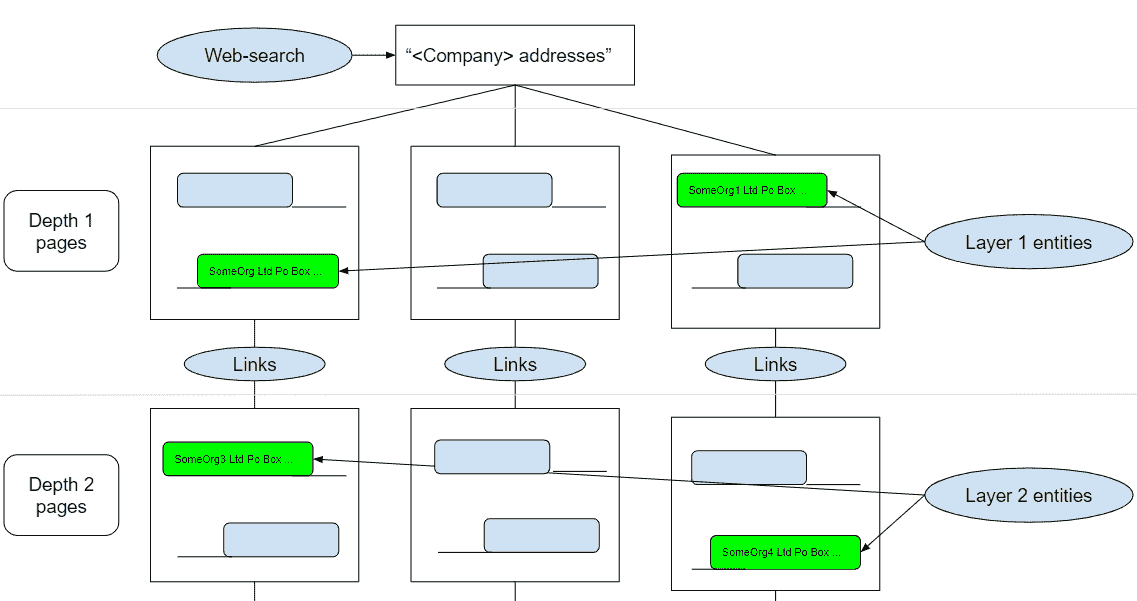 Web-search
“<Company> addresses”
Depth 1
pages
SomeOrg1 Ltd Po Box ...
SomeOrg Ltd Po Box ...
Layer 1 entities
Links
Links
Links
Depth 2
pages
SomeOrg3 Ltd Po Box ...
SomeOrg4 Ltd Po Box ...
Layer 2 entities